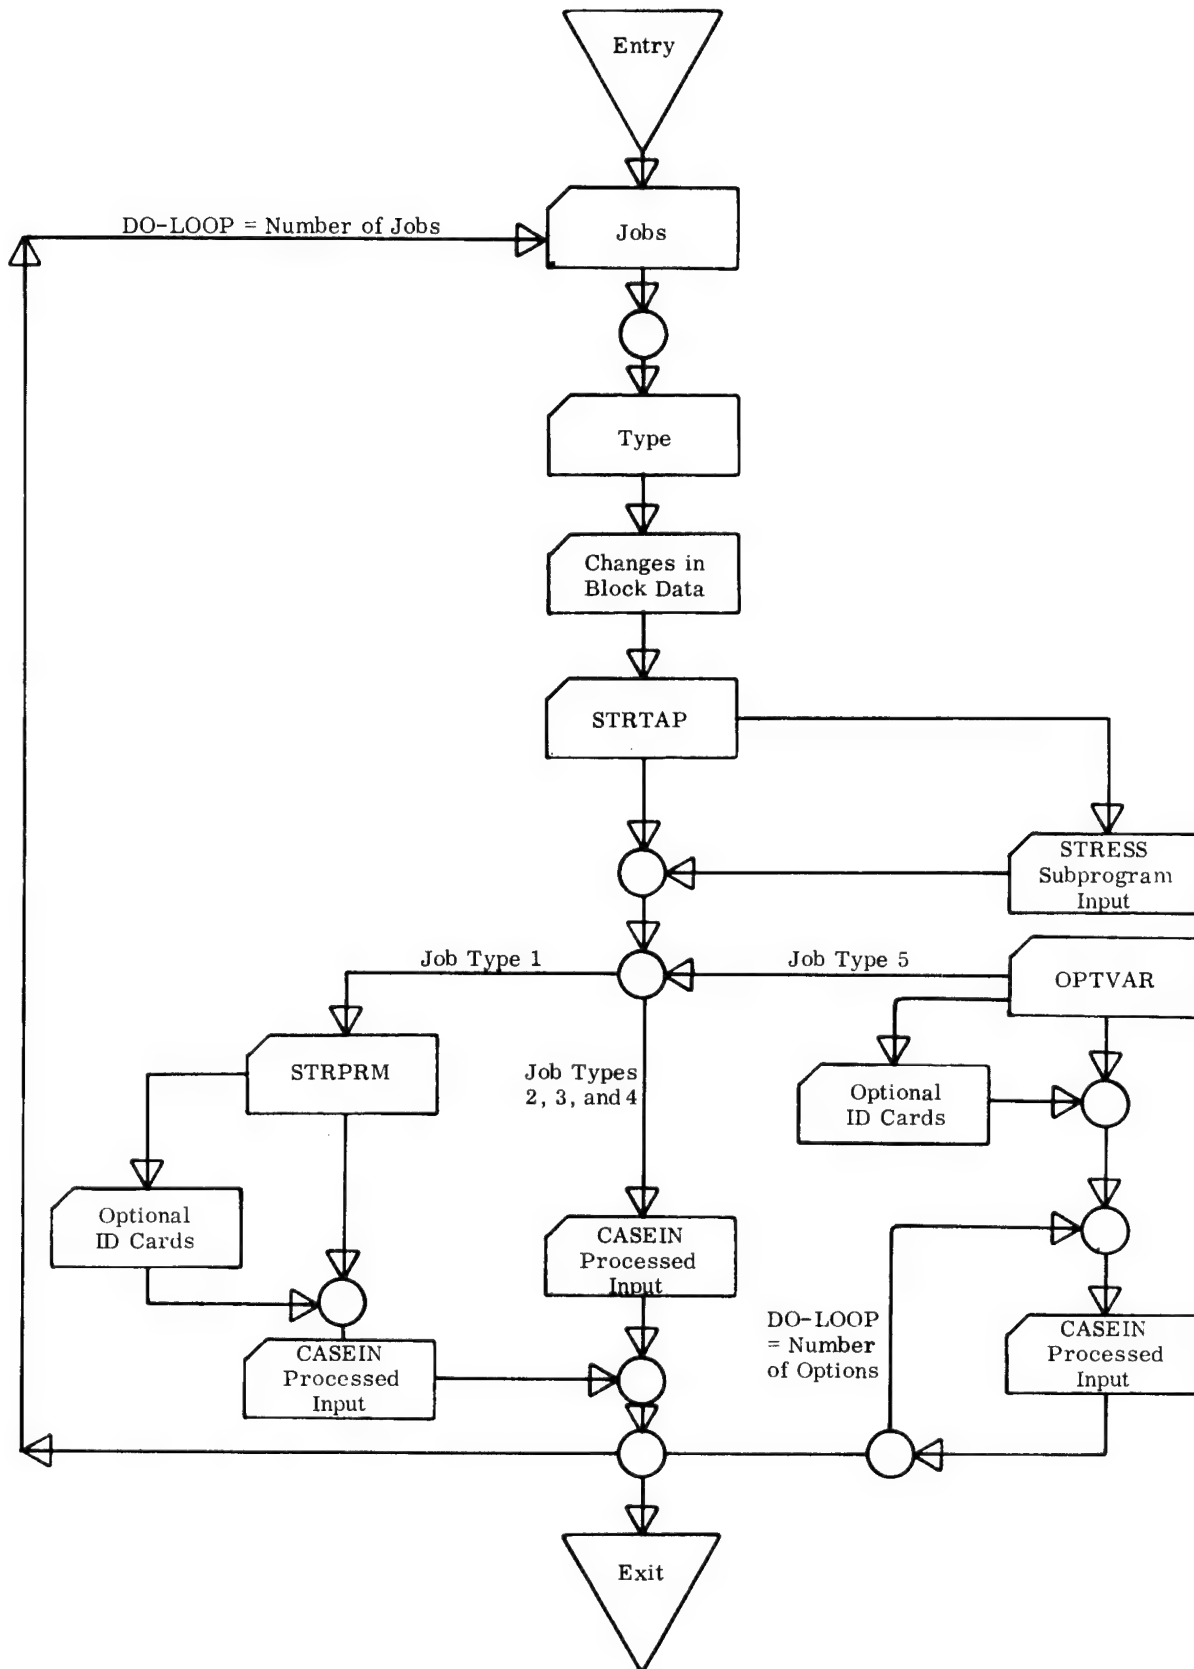 Entry
DO-LOOP = Number of Jobs
Jobs
Type
Changes in
Block Data
STRTAP
STRESS
Subprogram
Input
Job Type 1
Job Type 5
OPTVAR
STRPRM
Job Types
2, 3, and 4
Optional
ID Cards
Optional
ID Cards
CASEIN
Processed
Input
DO-LOOP
= Number
of Options
CASEIN
Processed
Input
CASEIN
Processed
Input
Exit